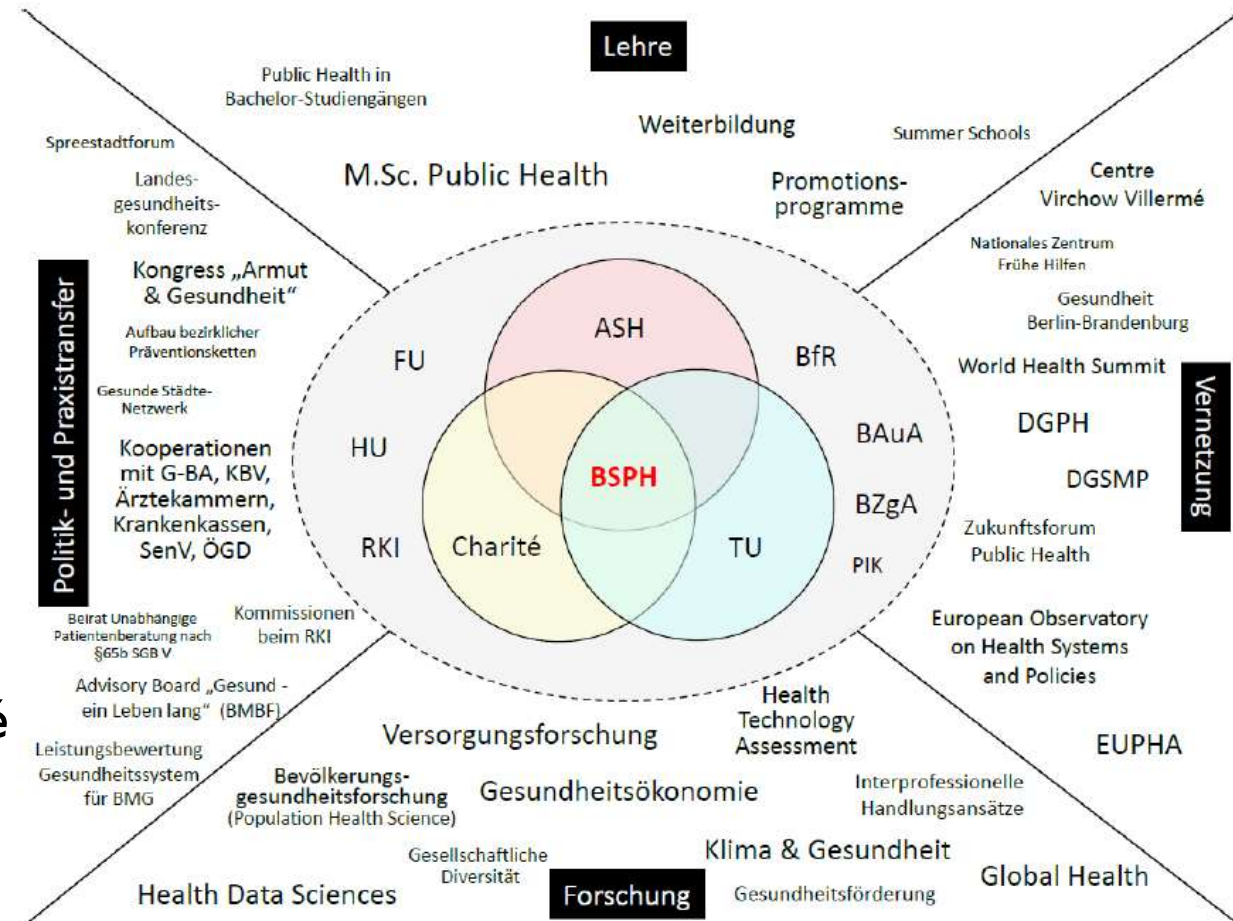 Lehre
Public Health in
Bachelor-Studiengängen
Weiterbildung
Summer Schools
M.Sc. Public Health
Promotions-
programme
Spreestadtforum
Landes-
gesundheits-
konferenz
Kongress „Armut
& Gesundheit“
Aufbau bezirklicher
Präventionsketten
Gesunde Städte-
Netzwerk
Kooperationen
mit G-BA, KBV,
Ärztekammern,
Krankenkassen,
SenV, ÖGD
Politik- und Praxistransfer
Beirat Unabhängige
Patientenberatung nach
§65b SGB V
Kommissionen
beim RKI
Advisory Board „Gesund -
ein Leben lang“ (BMBF)
é
Leistungsbewertung
Gesundheitssystem
für BMG
FU
HU
RKI
ASH
BSPH
Charité
TU
BfR
BAuA
BZgA
PIK
Centre
Virchow Villermé
Nationales Zentrum
Frühe Hilfen
Gesundheit
Berlin-Brandenburg
World Health Summit
DGPH
DGSMP
Zukunftsforum
Public Health
European Observatory
on Health Systems
and Policies
EUPHA
Vernetzung
Versorgungsforschung
Health
Technology
Assessment
Bevölkerungs-
gesundheitsforschung
(Population Health Science)
Gesundheitsökonomie
Interprofessionelle
Handlungsansätze
Gesellschaftliche
Diversität
Klima & Gesundheit
Health Data Sciences
Forschung
Gesundheitsförderung
Global Health